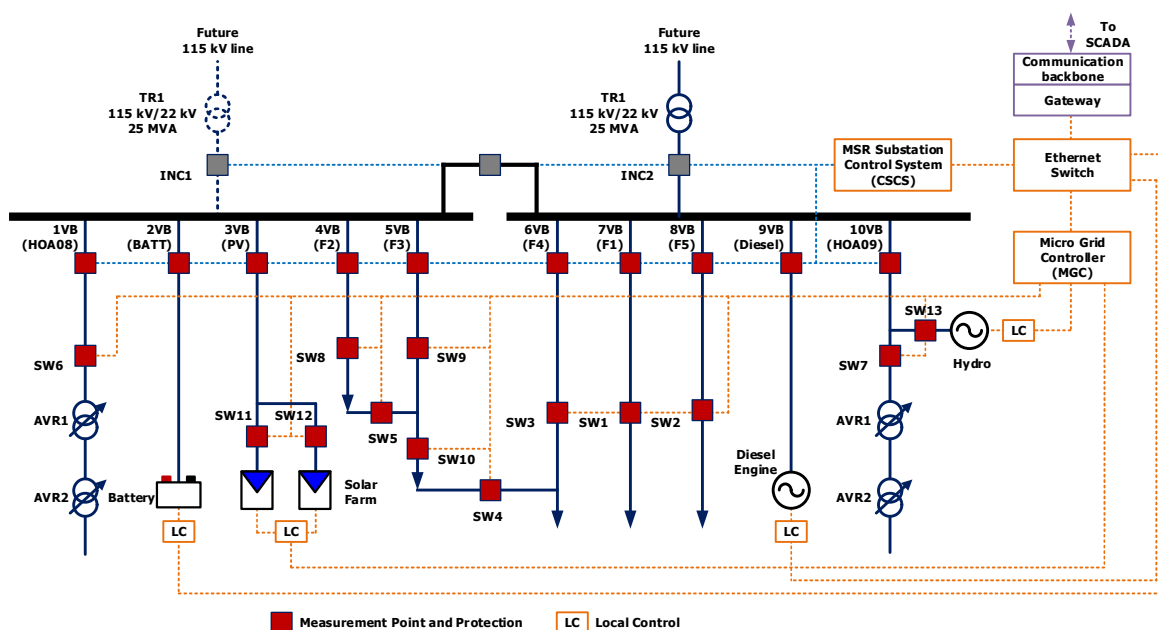 Future
115 kV line
Future
115 kV line
To
SCADA
Communication
backbone
Gateway
TR1
115 kV/22 kV
25 MVA
TR1
115 kV/22 kV
25 MVA
MSR Substation
Control System
(CSCS)
Ethernet
Switch
INC1
INC2
1VB
(HOA08)
2VB
(BATT)
3VB
(PV)
4VB
(F2)
5VB
(F3)
6VB
(F4)
7VB
(F1)
8VB
(F5)
9VB
(Diesel)
10VB
(HOA09)
Micro Grid
Controller
(MGC)
SW13
LC
Hydro
SW6
SW8
SW9
SW7
AVR1
SW11
SW12
SW5
SW3
SW1
SW2
AVR1
SW10
Diesel
Engine
AVR2
Battery
Solar
Farm
SW4
AVR2
LC
LC
LC
Measurement Point and Protection
LC
Local Control